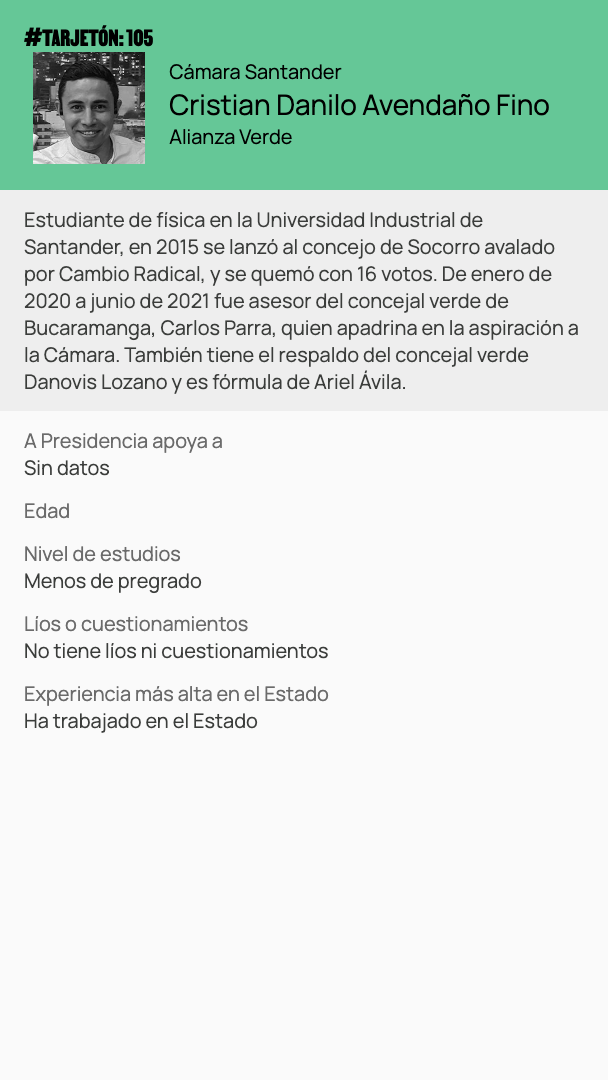 #TARJETÓN: 105
Cámara Santander
Cristian Danilo Avendaño Fino
Alianza Verde
Estudiante de física en la Universidad Industrial de
Santander, en 2015 se lanzó al concejo de Socorro avalado
por Cambio Radical, y se quemó con 16 votos. De enero de
2020 a junio de 2021 fue asesor del concejal verde de
Bucaramanga, Carlos Parra, quien apadrina en la aspiración a
la Cámara. También tiene el respaldo del concejal verde
Danovis Lozano y es fórmula de Ariel Ávila.
A Presidencia apoya a
Sin datos
Edad
Nivel de estudios
Menos de pregrado
Líos o cuestionamientos
No tiene líos ni cuestionamientos
Experiencia más alta en el Estado
Ha trabajado en el Estado